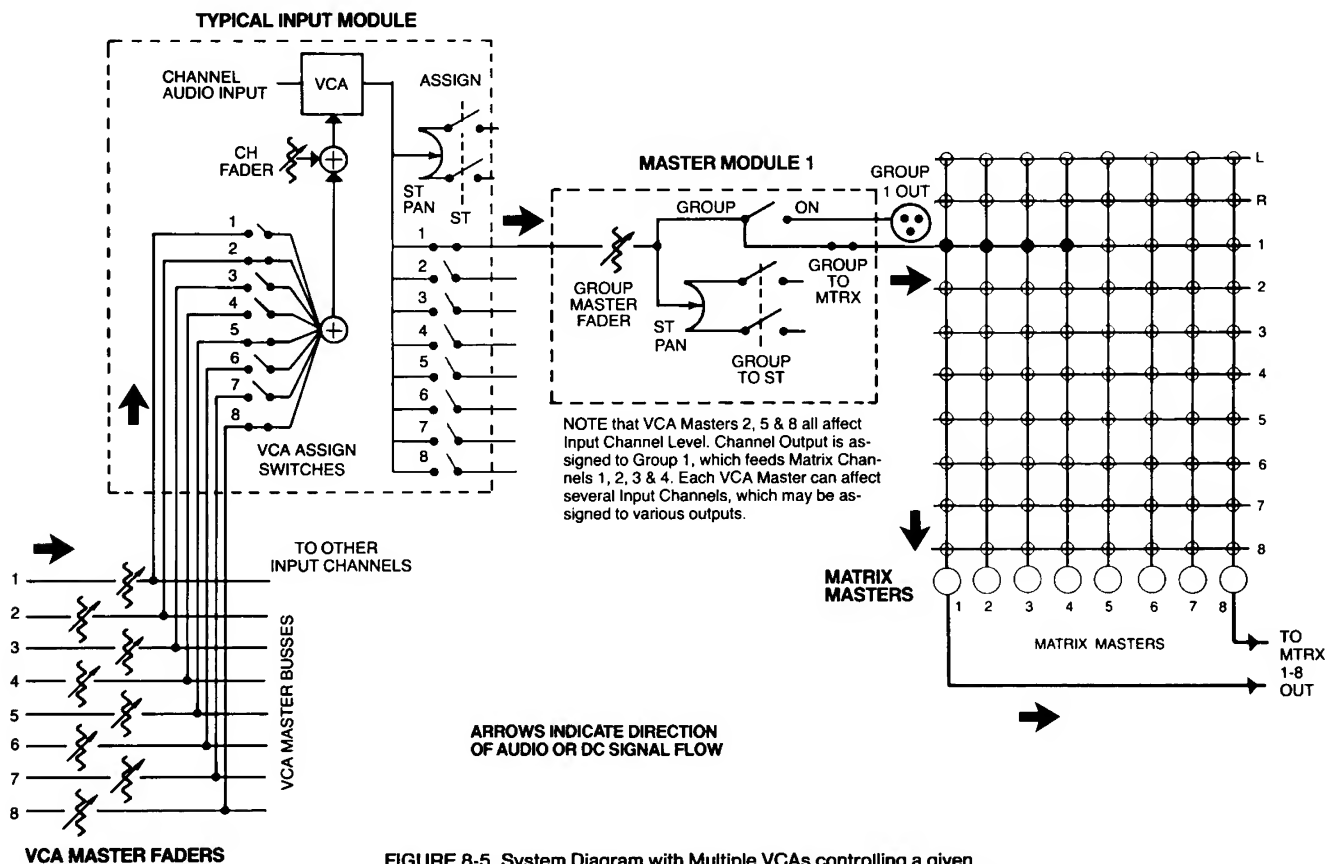 TYPICAL INPUT MODULE
CHANNEL
AUDIO INPUT
VCA
ASSIGN
CH
FADER
ST
PAN
ST
1
2
3
4
5
6
7
8
VCA ASSIGN
SWITCHES
1
2
3
4
5
6
7
8
MASTER MODULE 1
GROUP
ON
GROUP
MASTER
FADER
GROUP
TO
MTRX
ST
PAN
GROUP
TO ST
GROUP
1 OUT
NOTE that VCA Masters 2, 5 & 8 all affect
Input Channel Level. Channel Output is as-
signed to Group 1, which feeds Matrix Chan-
nels 1, 2, 3 & 4. Each VCA Master can affect
several Input Channels, which may be as-
signed to various outputs.
L
R
1
2
3
4
5
6
7
8
MATRIX
MASTERS
1 2 3 4 5 6 7 8
MATRIX MASTERS
TO
MTRX
1-8
OUT
TO OTHER
INPUT CHANNELS
1
2
3
4
5
6
7
8
VCA MASTER BUSSES
VCA MASTER FADERS
ARROWS INDICATE DIRECTION
OF AUDIO OR DC SIGNAL FLOW
FIGURE 8-5. System Diagram with Multiple VCAs controlling a given